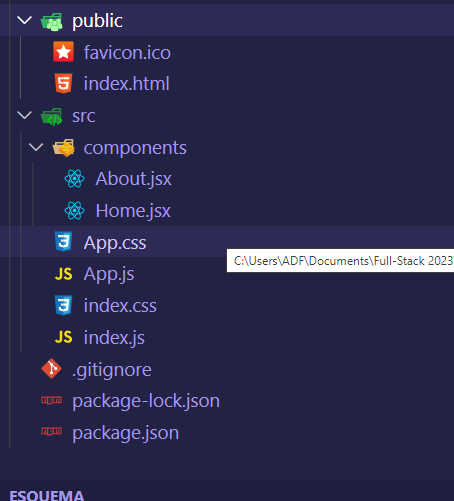 public
favicon.ico
index.html
src
components
About.jsx
Home.jsx
App.css
C:\Users\ADF\Documents\Full-Stack 2023
JS App.js
index.css
JS index.js
.gitignore
package-lock.json
package.json
ESQUEMA